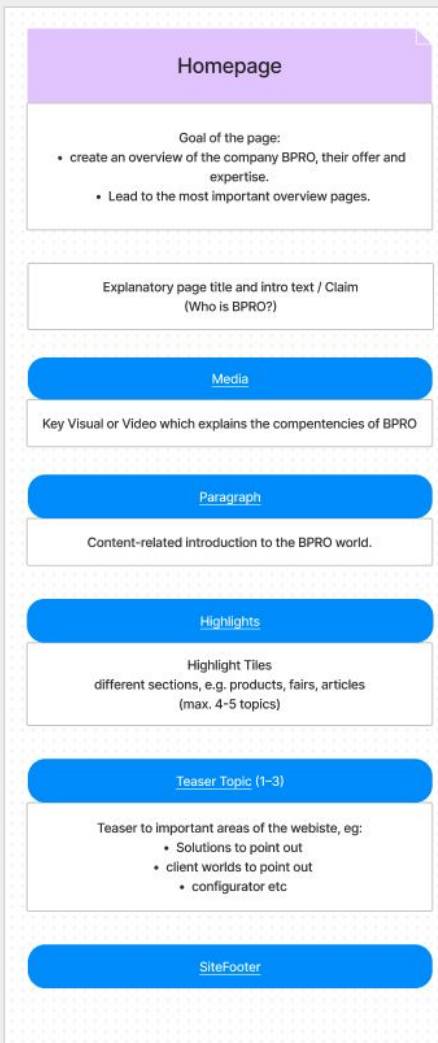 Homepage
Goal of the page:
• create an overview of the company BPRO, their offer and
expertise.
• Lead to the most important overview pages.
Explanatory page title and intro text / Claim
(Who is BPRO?)
Media
Key Visual or Video which explains the compentencies of BPRO
Paragraph
Content-related introduction to the BPRO world.
Highlights
Highlight Tiles
different sections, e.g. products, fairs, articles
(max. 4-5 topics)
Teaser Topic (1–3)
Teaser to important areas of the webiste, eg:
• Solutions to point out
• client worlds to point out
• configurator etc
SiteFooter